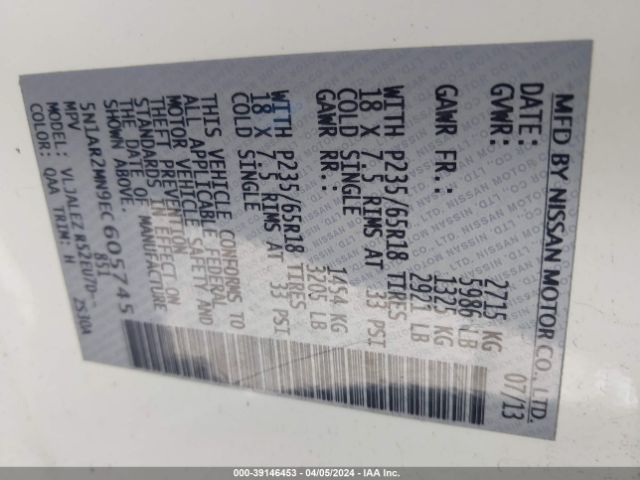 MFD BY NISSAN MOTOR CO., LTD.
DATE: 07/13
GVWR: 2715 KG
5986 LB
GAWR FR.: 1325 KG
2921 LB
WITH P235/65R18 TIRES
18 X 7.5 RIMS AT 33 PSI
COLD SINGLE
GAWR RR.: 1454 KG
3205 LB
WITH P235/65R18 TIRES
18 X 7.5 RIMS AT 33 PSI
COLD SINGLE
THIS VEHICLE CONFORMS TO
ALL APPLICABLE FEDERAL
MOTOR VEHICLE SAFETY AND
THEFT PREVENTION
STANDARDS IN EFFECT ON
THE DATE OF MANUFACTURE
SHOWN ABOVE.
851
5N1AR2MN9EC605745
MPV
MODEL: VLJALEZ R52EU7D---
COLOR: QAA TRIM: H ZS10A
000-39146453 - 04/05/2024 - IAA Inc.